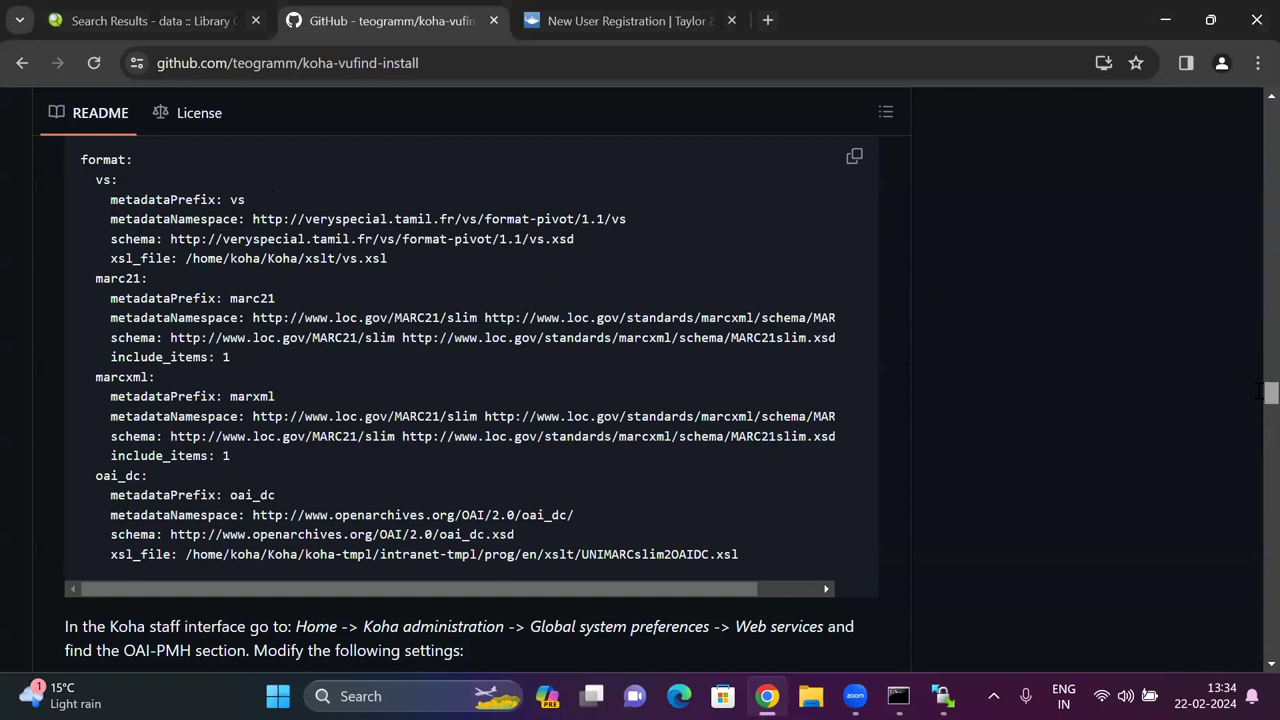 Search Results - data :: Library
GitHub - teogramm/koha-vufin
New User Registration | Taylor &
github.com/teogramm/koha-vufind-install
README
License
format:
vs:
metadataPrefix: vs
metadataNamespace: http://veryspecial.tamil.fr/vs/format-pivot/1.1/vs
schema: http://veryspecial.tamil.fr/vs/format-pivot/1.1/vs.xsd
xsl_file: /home/koha/Koha/xslt/vs.xsl
marc21:
metadataPrefix: marc21
metadataNamespace: http://www.loc.gov/MARC21/slim http://www.loc.gov/standards/marcxml/schema/MAR
schema: http://www.loc.gov/MARC21/slim http://www.loc.gov/standards/marcxml/schema/MARC21slim.xsd
include_items: 1
marcxml:
metadataPrefix: marxml
metadataNamespace: http://www.loc.gov/MARC21/slim http://www.loc.gov/standards/marcxml/schema/MAR
schema: http://www.loc.gov/MARC21/slim http://www.loc.gov/standards/marcxml/schema/MARC21slim.xsd
include_items: 1
oai_dc:
metadataPrefix: oai_dc
metadataNamespace: http://www.openarchives.org/OAI/2.0/oai_dc/
schema: http://www.openarchives.org/OAI/2.0/oai_dc.xsd
xsl_file: /home/koha/Koha/koha-tmpl/intranet-tmpl/prog/en/xslt/UNIMARCslim2OAIDC.xsl
In the Koha staff interface go to: Home -> Koha administration -> Global system preferences -> Web services and
find the OAI-PMH section. Modify the following settings:
1
15°C
Light rain
Search
PRE
zoom
ENG
IN
13:34
22-02-2024